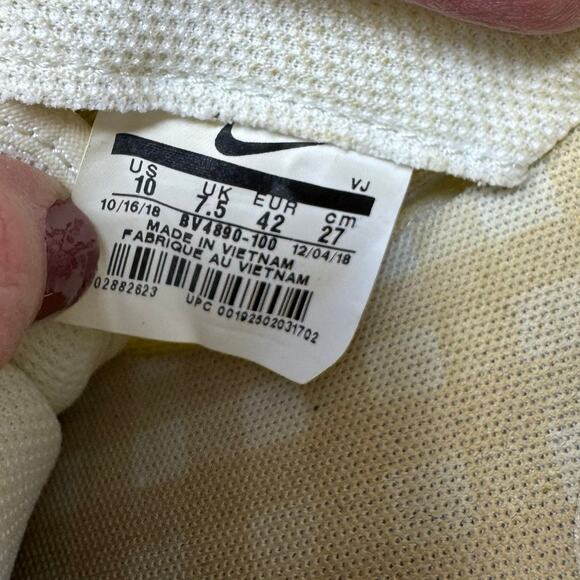 VJ
US UK EUR cm
10 7.5 42 27
10/16/18 BV4890-100 12/04/18
MADE IN VIETNAM
FABRIQUE AU VIETNAM
02882623 UPC 00192502031702